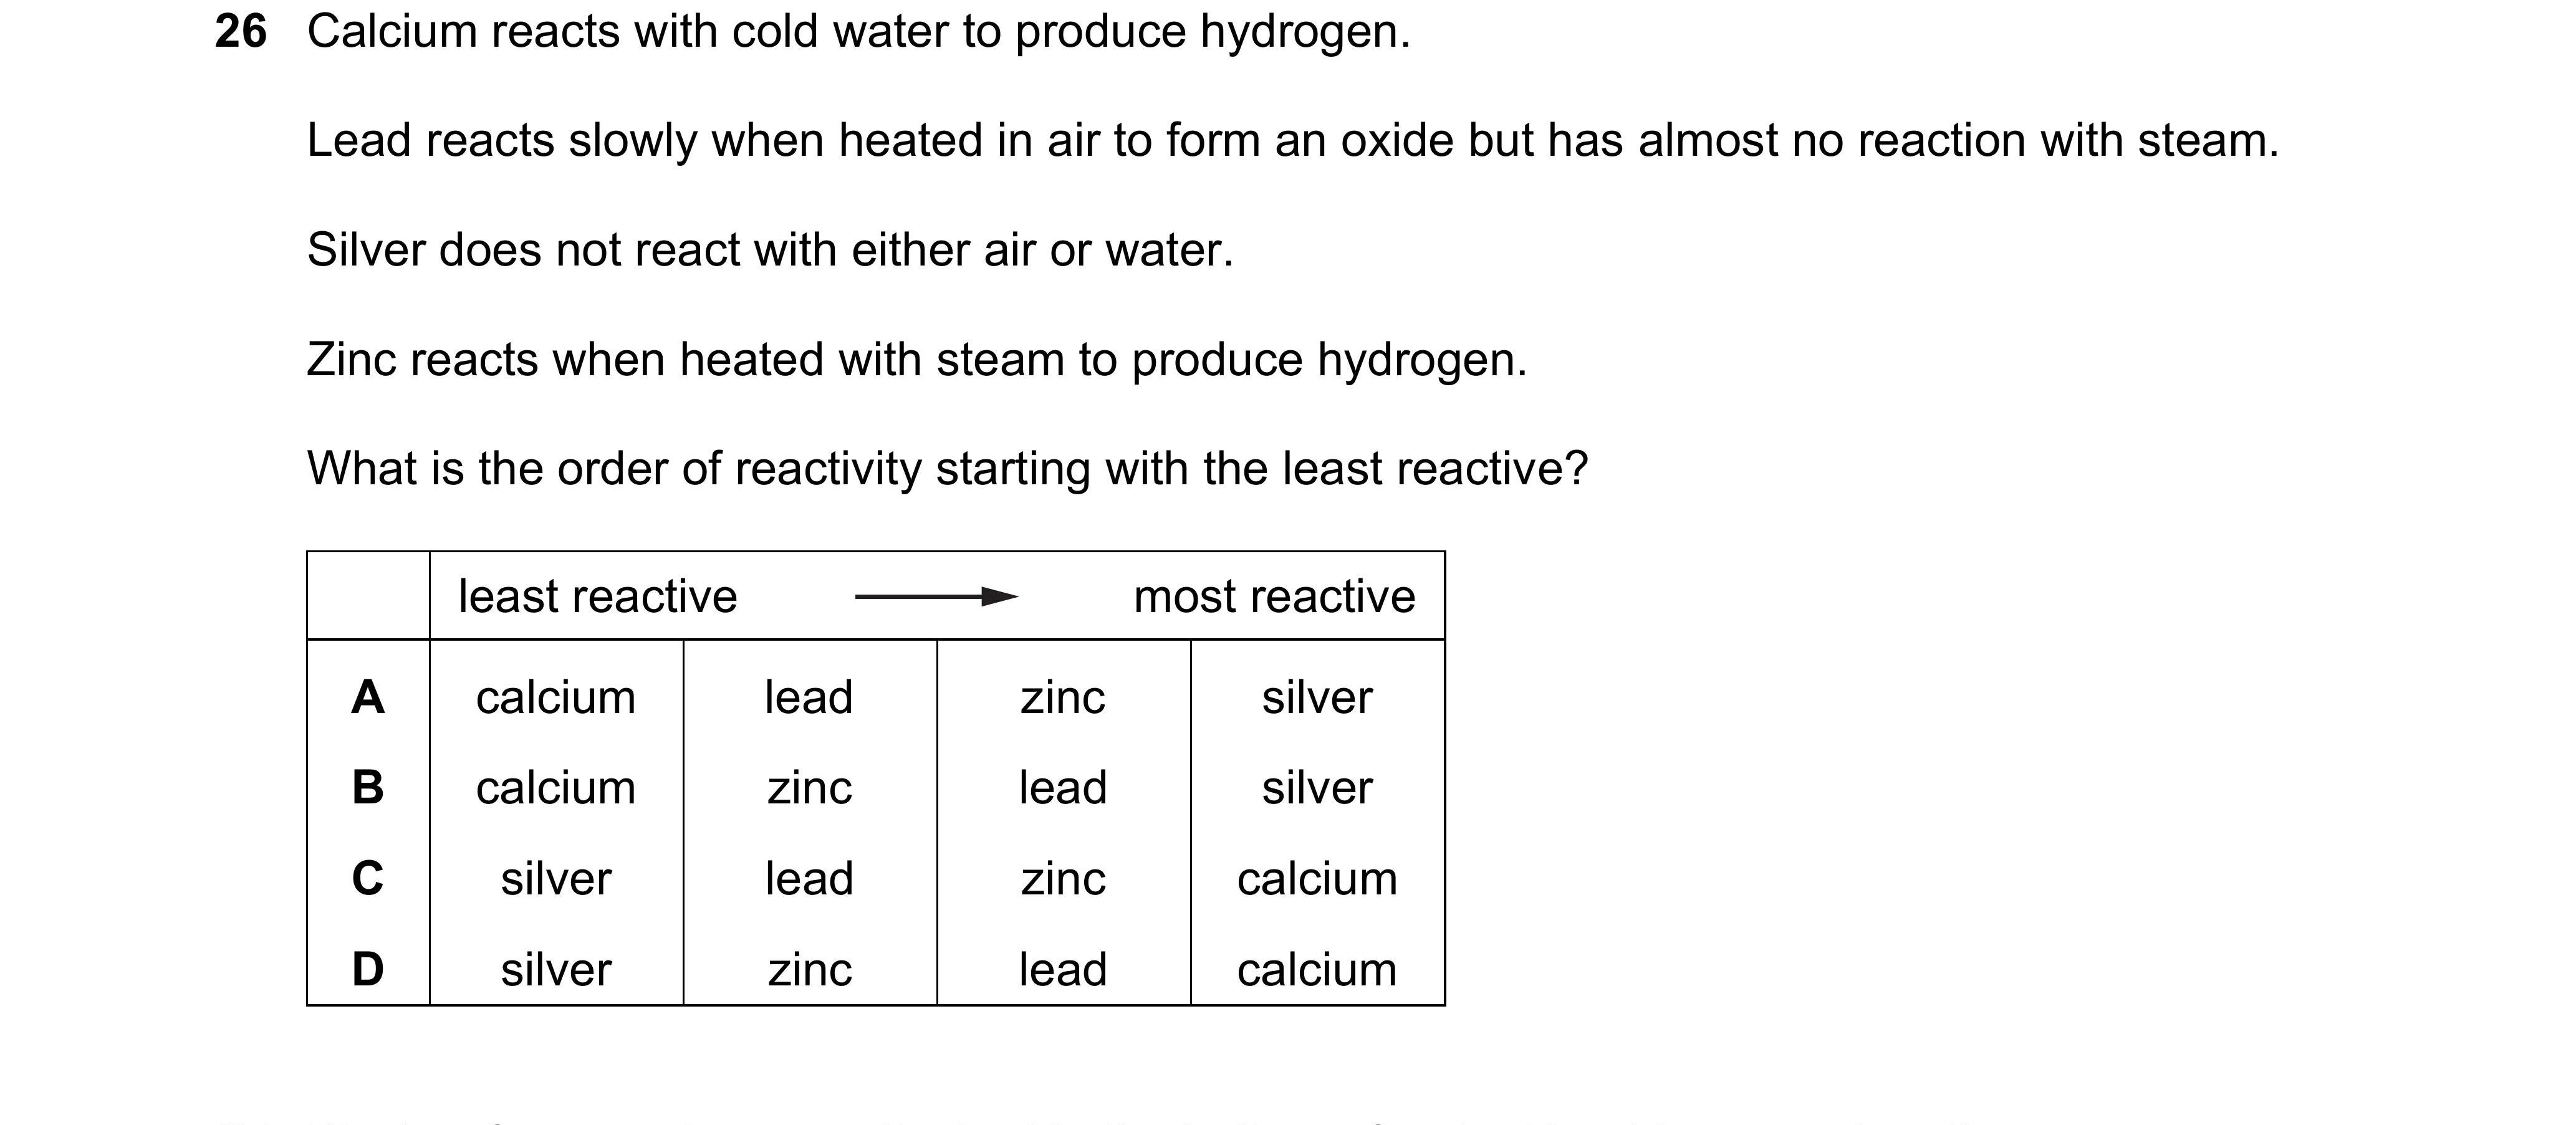 26 Calcium reacts with cold water to produce hydrogen.
Lead reacts slowly when heated in air to form an oxide but has almost no reaction with steam.
Silver does not react with either air or water.
Zinc reacts when heated with steam to produce hydrogen.
What is the order of reactivity starting with the least reactive?
least reactive most reactive
A calcium lead zinc silver
B calcium zinc lead silver
C silver lead zinc calcium
D silver zinc lead calcium